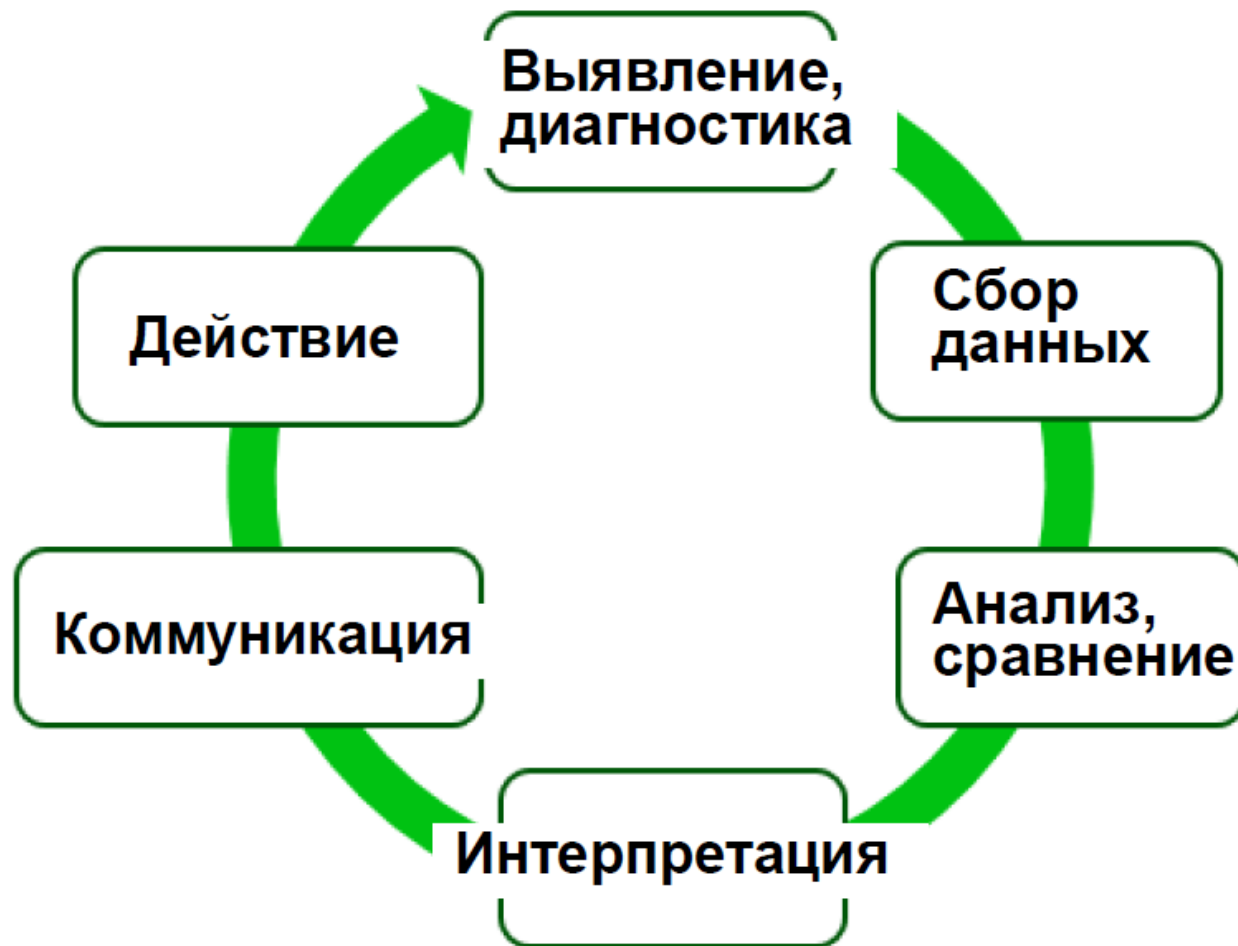 Выявление,
диагностика
Сбор
данных
Анализ,
сравнение
Интерпретация
Коммуникация
Действие